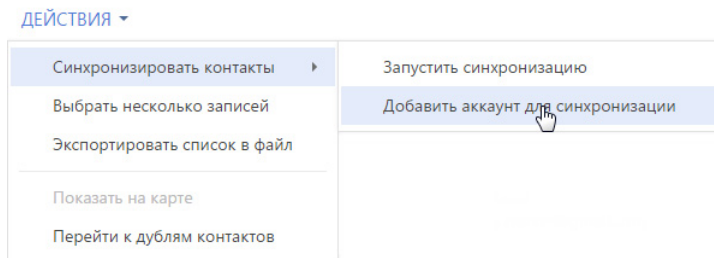 ДЕЙСТВИЯ
Синхронизировать контакты
Запустить синхронизацию
Выбрать несколько записей
Добавить аккаунт для синхронизации
Экспортировать список в файл
Показать на карте
Перейти к дублям контактов